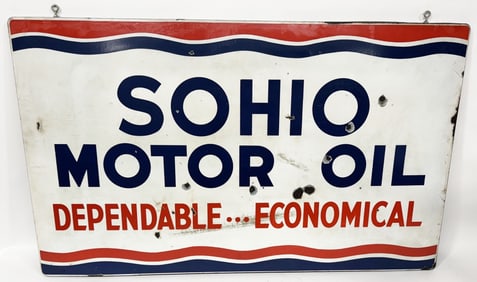 SOHIO
MOTOR OIL
DEPENDABLE... ECONOMICAL